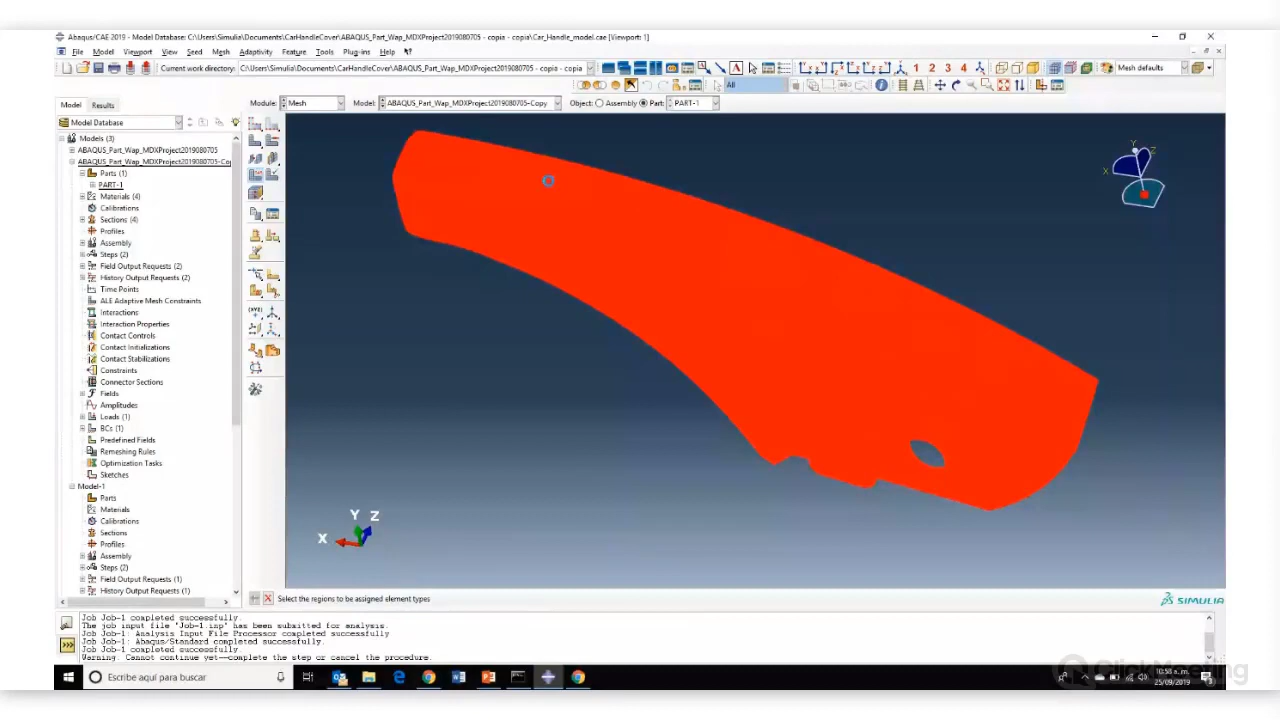 Abaqus/CAE 2019 - Model Database: C:\Users\Simulia\Documents\CarHandleCover\ABAQUS_Part_Wap_MDXProject2019080705 - copia - copia\Car_Handle_model.cae [Viewport: 1]
File Model Viewport View Seed Mesh Adaptivity Feature Tools Plug-ins Help
Current work directory: C:\Users\Simulia\Documents\CarHandleCover\ABAQUS_Part_Wap_MDXProject2019080705 - copia - copia
1 2 3 4
Mesh defaults
All
Model Results
Module: Mesh Model: ABAQUS_Part_Wap_MDXProject2019080705-Copy Object: Assembly Part: PART-1
Model Database
Models (3)
ABAQUS_Part_Wap_MDXProject2019080705
ABAQUS_Part_Wap_MDXProject2019080705-Cop
Parts (1)
PART-1
Materials (4)
Calibrations
Sections (4)
Profiles
Assembly
Steps (2)
Field Output Requests (2)
History Output Requests (2)
Time Points
ALE Adaptive Mesh Constraints
Interactions
Interaction Properties
Contact Controls
Contact Initializations
Contact Stabilizations
Constraints
Connector Sections
Fields
Amplitudes
Loads (1)
BCs (1)
Predefined Fields
Remeshing Rules
Optimization Tasks
Sketches
Model-1
Parts
Materials
Calibrations
Sections
Profiles
Assembly
Steps (2)
Field Output Requests (1)
History Output Requests (1)
Y
X
Z
Y
Z
X
Select the regions to be assigned element types
SIMULIA
Job Job-1 completed successfully.
The job input file "Job-1.inp" has been submitted for analysis.
Job Job-1: Analysis Input File Processor completed successfully
Job Job-1: Abaqus/Standard completed successfully.
Job Job-1 completed successfully.
Warning. Cannot continue yet--complete the step or cancel the procedure.
ClickMeeting
Escribe aquí para buscar
10:58 a.m.
25/09/2019